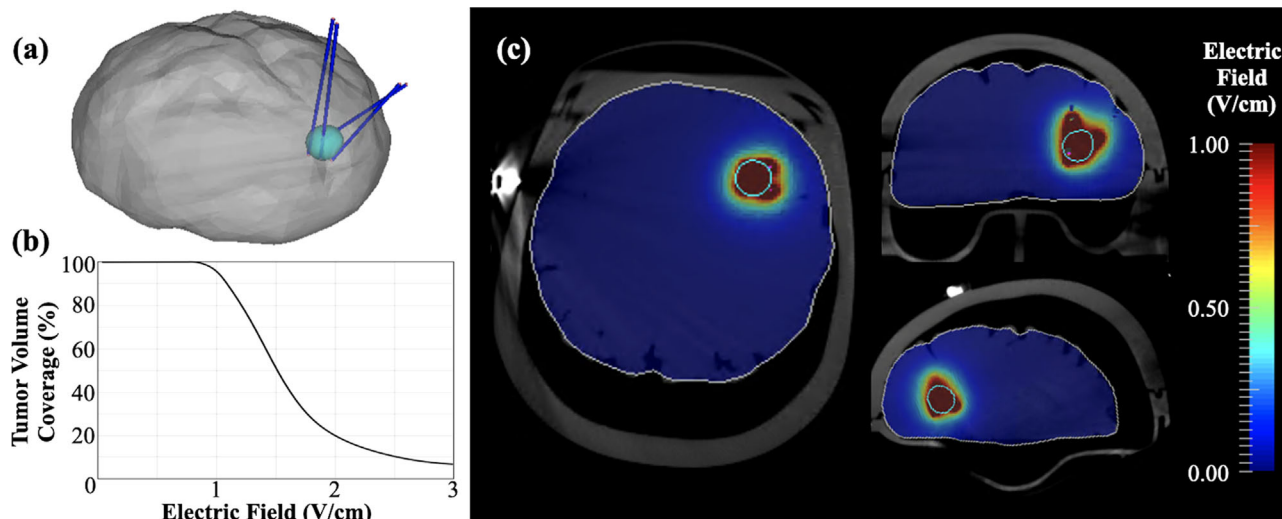 (a)
(b)
100
80
60
40
20
0
1
2
3
Tumor Volume
Coverage (%)
Electric Field (V/cm)
(c)
Electric
Field
(V/cm)
1.00
0.50
0.00